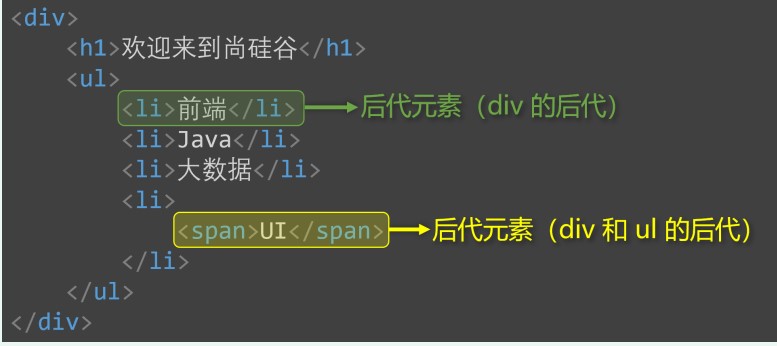 <div>
<h1>欢迎来到尚硅谷</h1>
<ul>
<li>前端</li> 后代元素（div 的后代）
<li>Java</li>
<li>大数据</li>
<li>
<span>UI</span> 后代元素（div 和 ul 的后代）
</li>
</ul>
</div>